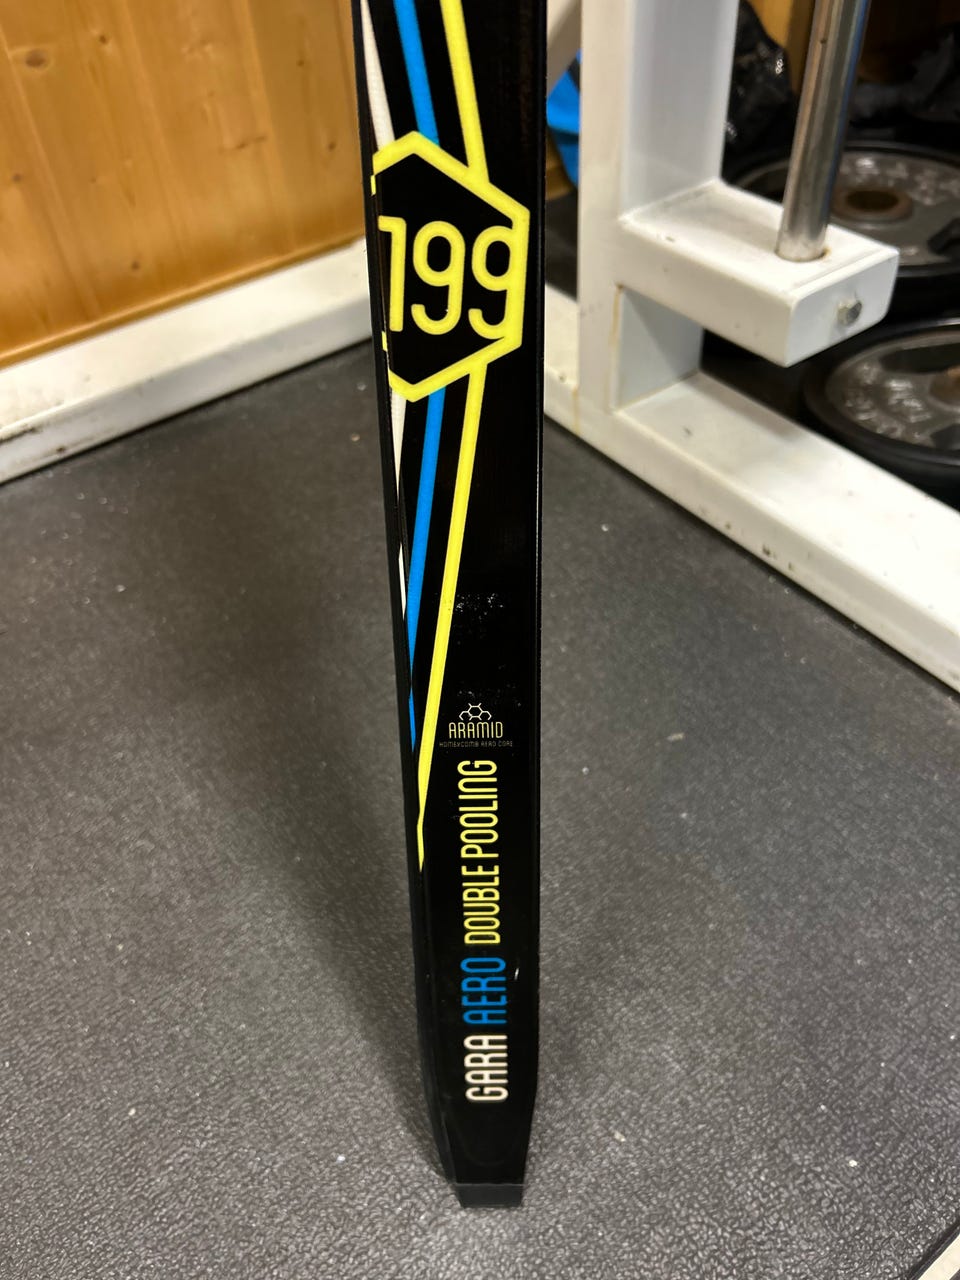 199
ARAMID
HONEYCOMB AERO CORE
GARA AERO DOUBLE POOLING